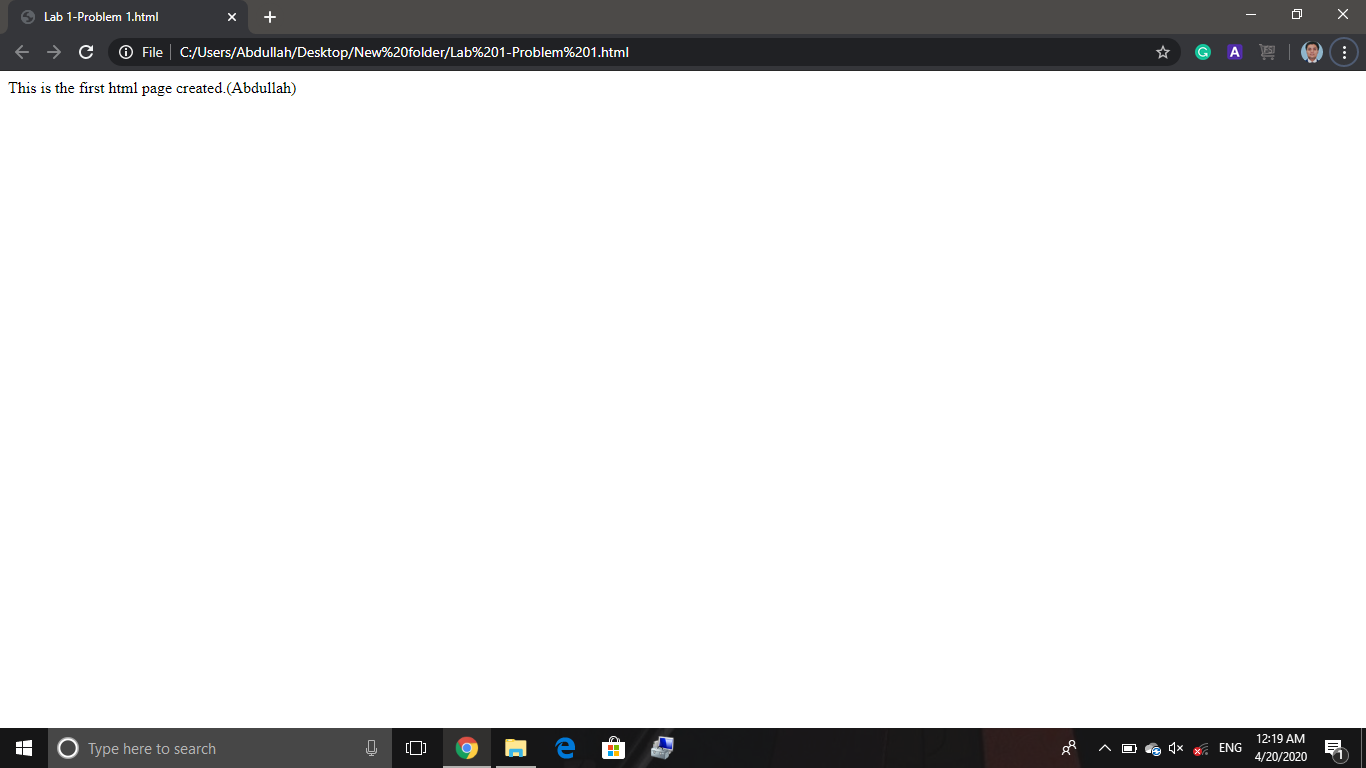 Lab 1-Problem 1.html
File
C:/Users/Abdullah/Desktop/New%20folder/Lab%201-Problem%201.html
G
A
This is the first html page created.(Abdullah)
Type here to search
ENG
12:19 AM
4/20/2020
1